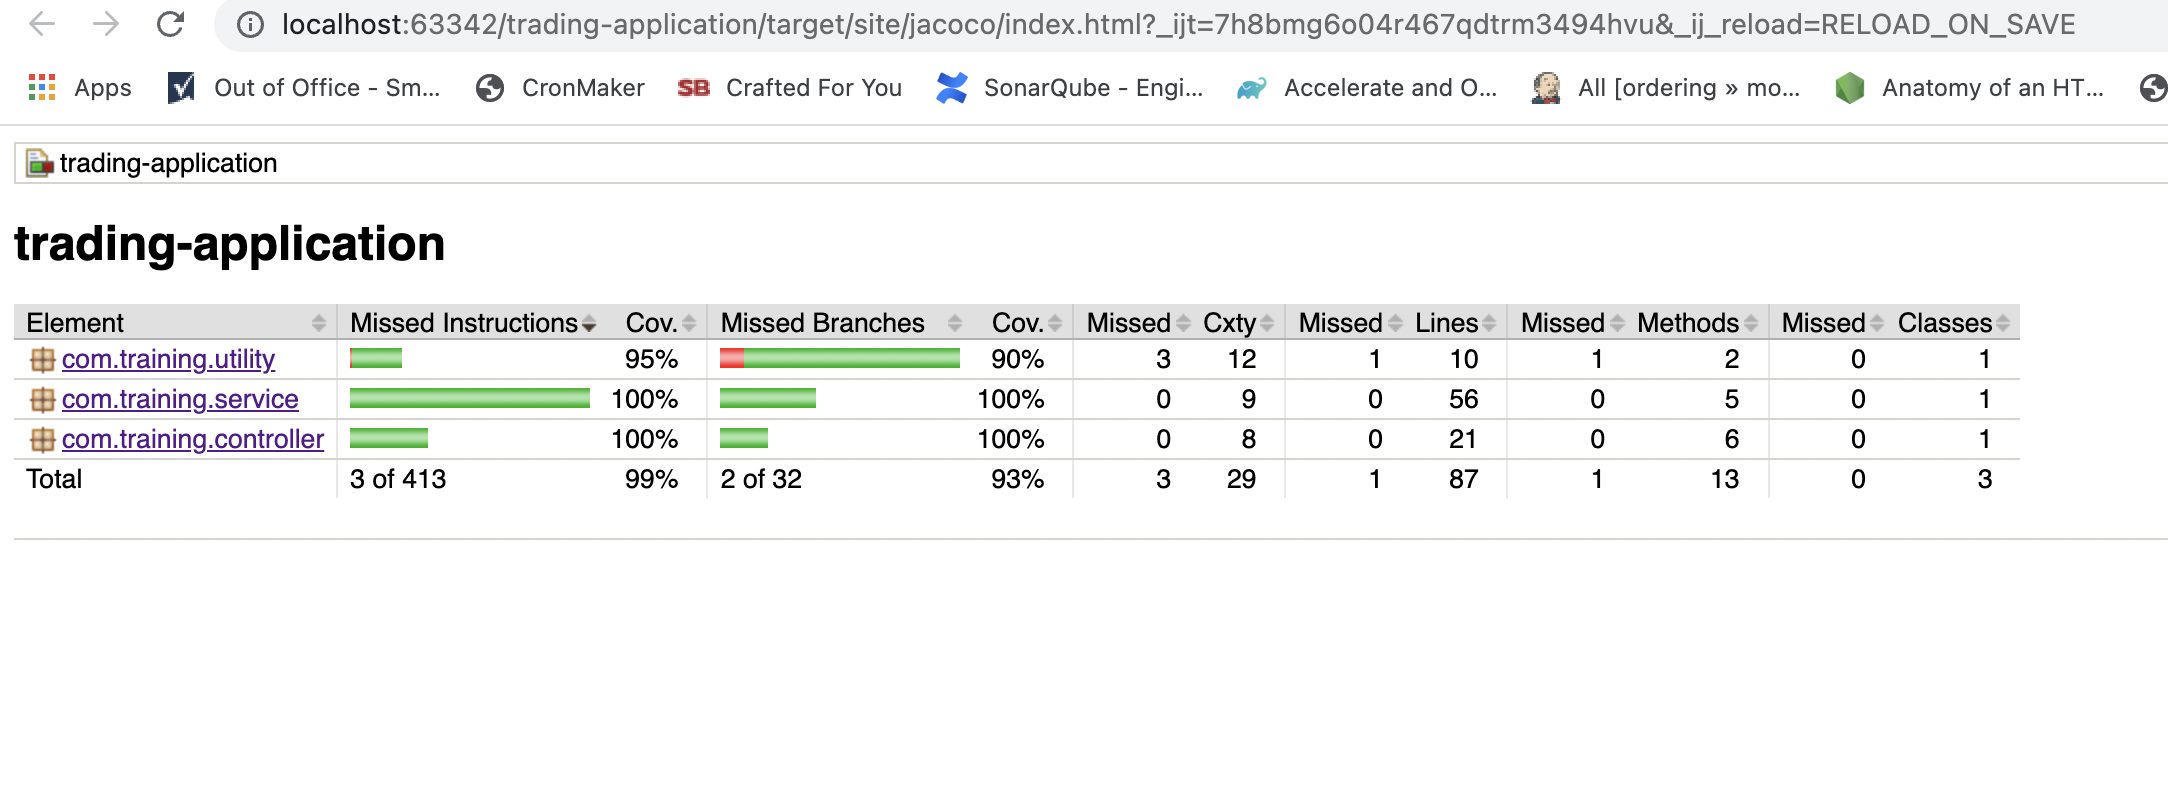 localhost:63342/trading-application/target/site/jacoco/index.html?_ijt=7h8bmg6o04r467qdtrm3494hvu&_ij_reload=RELOAD_ON_SAVE
Apps Out of Office - Sm... CronMaker SB Crafted For You SonarQube - Engi... Accelerate and O... All [ordering » mo... Anatomy of an HT...
trading-application
trading-application
Element Missed Instructions Cov. Missed Branches Cov. Missed Cxty Missed Lines Missed Methods Missed Classes
com.training.utility 95% 90% 3 12 1 10 1 2 0 1
com.training.service 100% 100% 0 9 0 56 0 5 0 1
com.training.controller 100% 100% 0 8 0 21 0 6 0 1
Total 3 of 413 99% 2 of 32 93% 3 29 1 87 1 13 0 3